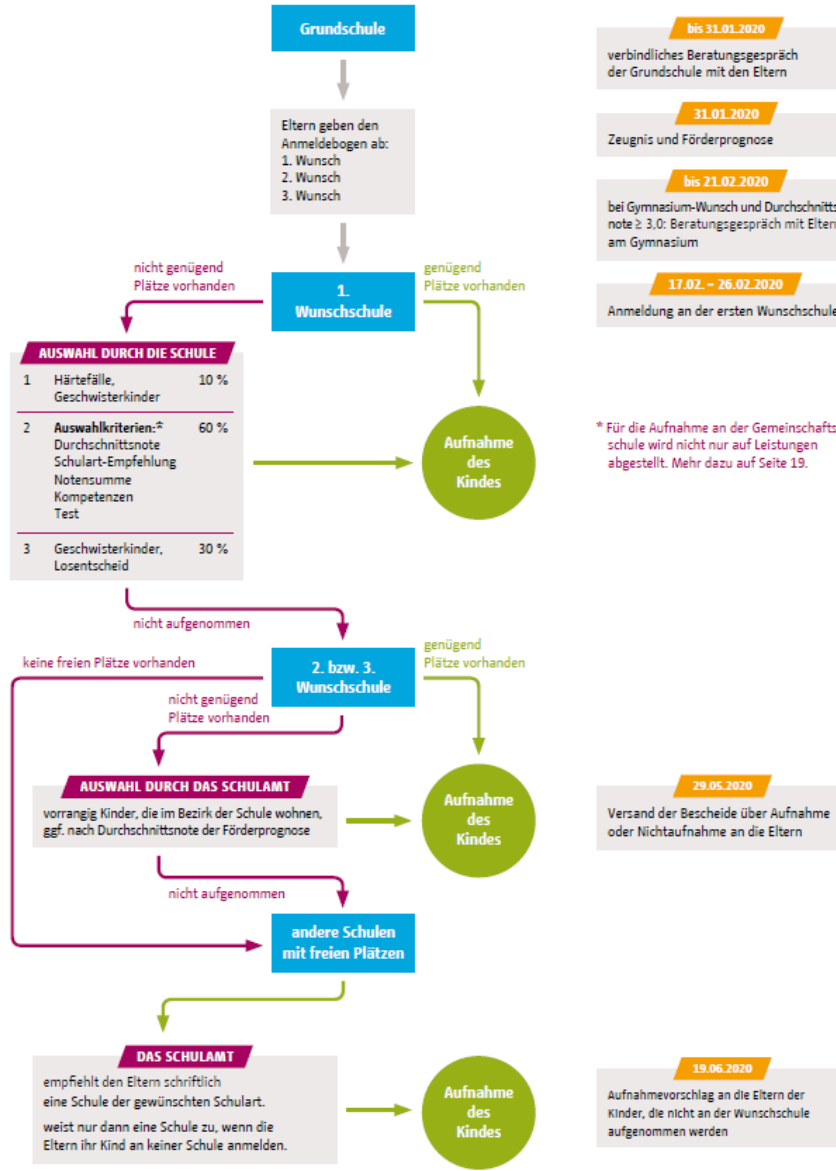 Grundschule
Eltern geben den
Anmeldebogen ab:
1. Wunsch
2. Wunsch
3. Wunsch
nicht genügend
Plätze vorhanden
genügend
Plätze vorhanden
1.
Wunschschule
AUSWAHL DURCH DIE SCHULE
1 Härtefälle, 10 %
Geschwisterkinder
2 Auswahlkriterien:* 60 %
Durchschnittsnote
Schulart-Empfehlung
Notensumme
Kompetenzen
Test
3 Geschwisterkinder, 30 %
Losentscheid
Aufnahme
des
Kindes
nicht aufgenommen
keine freien Plätze vorhanden
genügend
Plätze vorhanden
2. bzw. 3.
Wunschschule
nicht genügend
Plätze vorhanden
AUSWAHL DURCH DAS SCHULAMT
vorrangig Kinder, die im Bezirk der Schule wohnen,
ggf. nach Durchschnittsnote der Förderprognose
Aufnahme
des
Kindes
nicht aufgenommen
andere Schulen
mit freien Plätzen
DAS SCHULAMT
empfiehlt den Eltern schriftlich
eine Schule der gewünschten Schulart.
weist nur dann eine Schule zu, wenn die
Eltern ihr Kind an keiner Schule anmelden.
Aufnahme
des
Kindes
bis 31.01.2020
verbindliches Beratungsgespräch
der Grundschule mit den Eltern
31.01.2020
Zeugnis und Förderprognose
bis 21.02.2020
bei Gymnasium-Wunsch und Durchschnitts
note ≥ 3,0: Beratungsgespräch mit Eltern
am Gymnasium
17.02. – 26.02.2020
Anmeldung an der ersten Wunschschule
* Für die Aufnahme an der Gemeinschafts
schule wird nicht nur auf Leistungen
abgestellt. Mehr dazu auf Seite 19.
29.05.2020
Versand der Bescheide über Aufnahme
oder Nichtaufnahme an die Eltern
19.06.2020
Aufnahmevorschlag an die Eltern der
Kinder, die nicht an der Wunschschule
aufgenommen werden